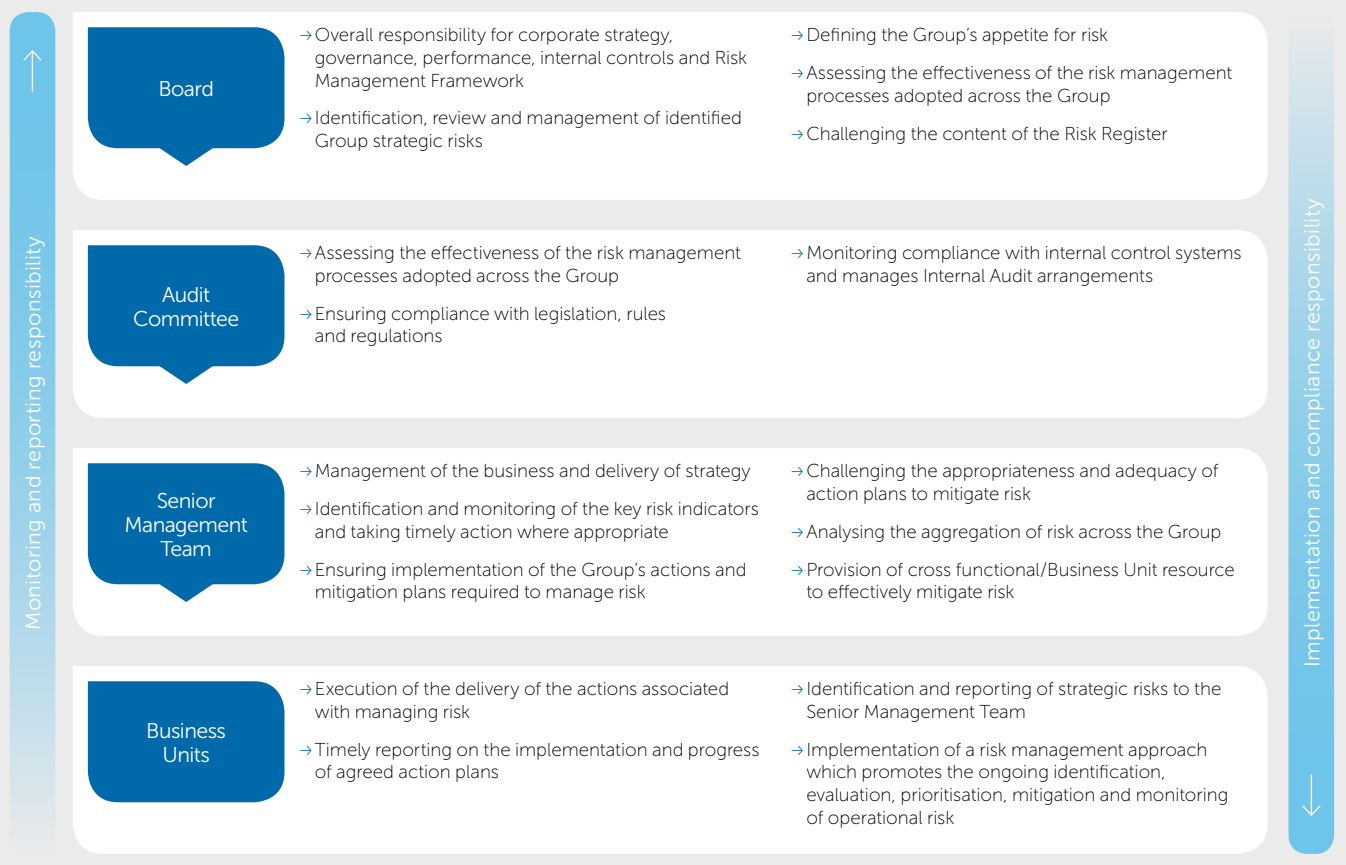 Monitoring and reporting responsibility
Board
→Overall responsibility for corporate strategy,
governance, performance, internal controls and Risk
Management Framework
→Identification, review and management of identified
Group strategic risks
→Defining the Group’s appetite for risk
→Assessing the effectiveness of the risk management
processes adopted across the Group
→Challenging the content of the Risk Register
Audit
Committee
→Assessing the effectiveness of the risk management
processes adopted across the Group
→Ensuring compliance with legislation, rules
and regulations
→Monitoring compliance with internal control systems
and manages Internal Audit arrangements
Senior
Management
Team
→Management of the business and delivery of strategy
→Identification and monitoring of the key risk indicators
and taking timely action where appropriate
→Ensuring implementation of the Group’s actions and
mitigation plans required to manage risk
→Challenging the appropriateness and adequacy of
action plans to mitigate risk
→Analysing the aggregation of risk across the Group
→Provision of cross functional/Business Unit resource
to effectively mitigate risk
Business
Units
→Execution of the delivery of the actions associated
with managing risk
→Timely reporting on the implementation and progress
of agreed action plans
→Identification and reporting of strategic risks to the
Senior Management Team
→Implementation of a risk management approach
which promotes the ongoing identification,
evaluation, prioritisation, mitigation and monitoring
of operational risk
Implementation and compliance responsibility